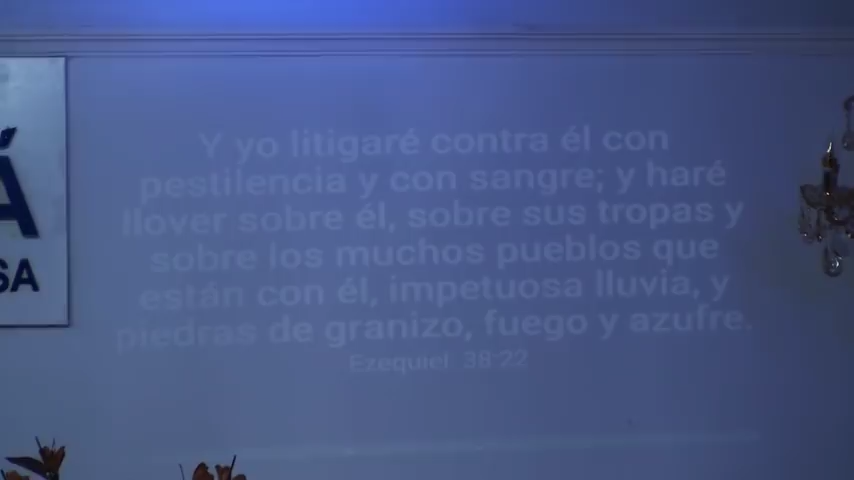 Á
SA
Y yo litigaré contra él con
pestilencia y con sangre; y haré
llover sobre él, sobre sus tropas y
sobre los muchos pueblos que
están con él, impetuosa lluvia, y
piedras de granizo, fuego y azufre.
Ezequiel 38:22